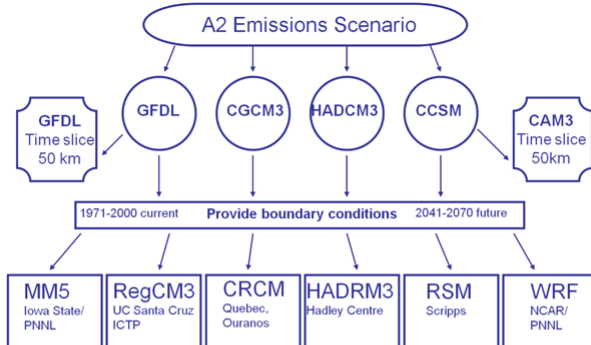 A2 Emissions Scenario
GFDL
CGCM3
HADCM3
CCSM
GFDL
Time slice
50 km
CAM3
Time slice
50km
1971-2000 current
Provide boundary conditions
2041-2070 future
MM5
Iowa State/
PNNL
RegCM3
UC Santa Cruz
ICTP
CRCM
Quebec,
Ouranos
HADRM3
Hadley Centre
RSM
Scripps
WRF
NCAR/
PNNL